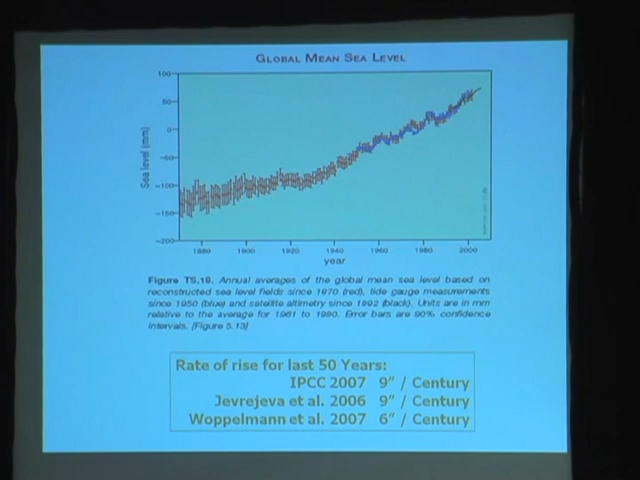 GLOBAL MEAN SEA LEVEL
100
50
0
-50
-100
-150
-200
Sea level (mm)
1880 1900 1920 1940 1960 1980 2000
year
Figure TS.18. Annual averages of the global mean sea level based on
reconstructed sea level fields since 1870 (red), tide gauge measurements
since 1950 (blue) and satellite altimetry since 1992 (black). Units are in mm
relative to the average for 1961 to 1990. Error bars are 90% confidence
intervals. {Figure 5.13}
Rate of rise for last 50 Years:
IPCC 2007 9" / Century
Jevrejeva et al. 2006 9" / Century
Woppelmann et al. 2007 6" / Century